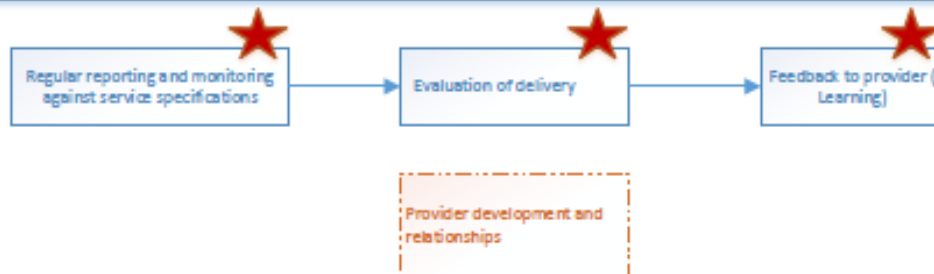 Regular reporting and monitoring
against service specifications
Evaluation of delivery
Feedback to provider (
Learning)
Provider development and
relationships